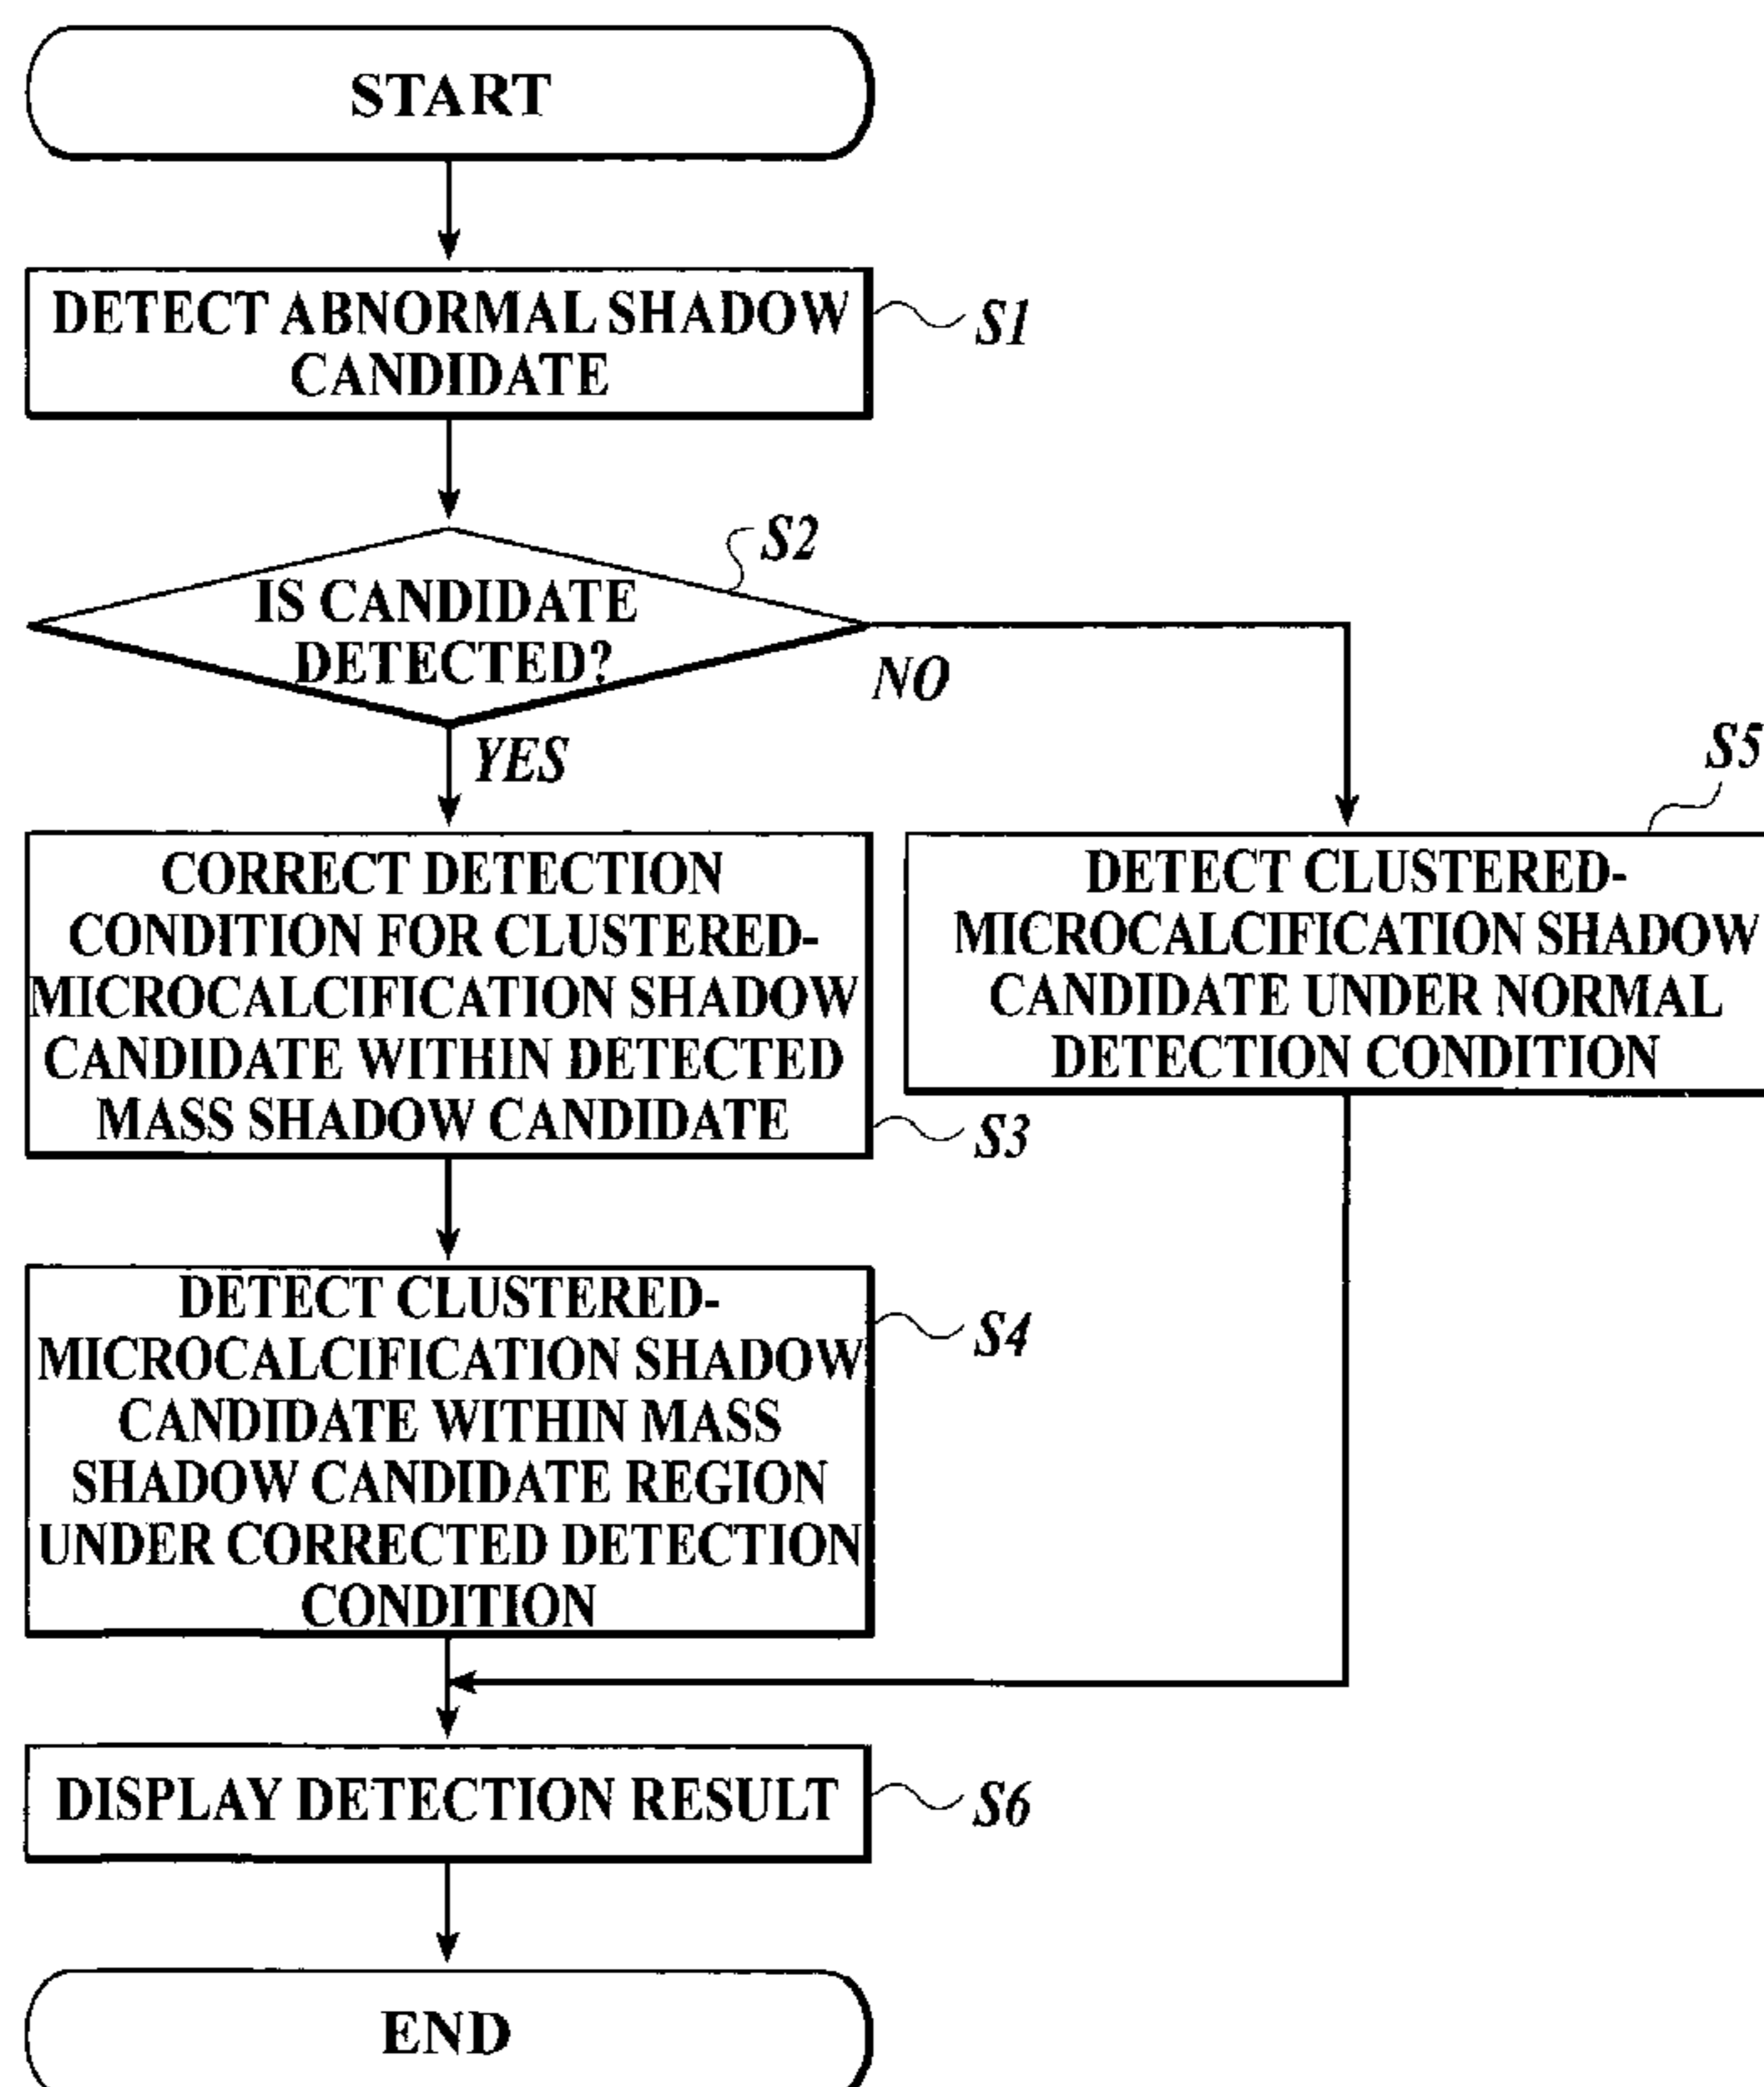 START
DETECT ABNORMAL SHADOW
CANDIDATE
S1
S2
IS CANDIDATE
DETECTED?
NO
YES
CORRECT DETECTION
CONDITION FOR CLUSTERED-
MICROCALCIFICATION SHADOW
CANDIDATE WITHIN DETECTED
MASS SHADOW CANDIDATE
S3
S5
DETECT CLUSTERED-
MICROCALCIFICATION SHADOW
CANDIDATE UNDER NORMAL
DETECTION CONDITION
DETECT CLUSTERED-
MICROCALCIFICATION SHADOW
CANDIDATE WITHIN MASS
SHADOW CANDIDATE REGION
UNDER CORRECTED DETECTION
CONDITION
S4
DISPLAY DETECTION RESULT
S6
END